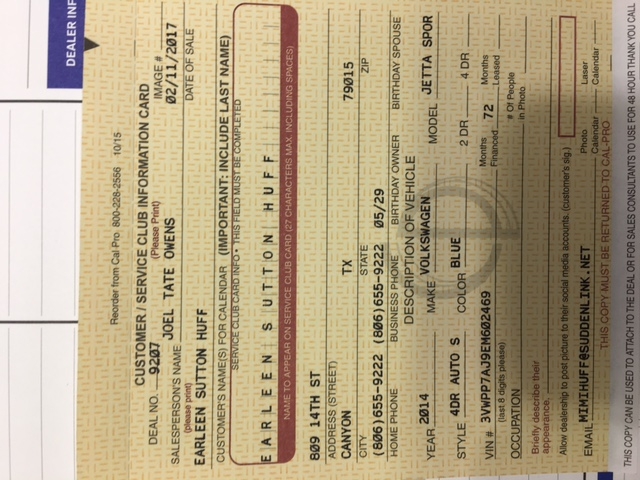 DEALER INF
Reorder from Cal Pro 800-228-2556 10/15
CUSTOMER / SERVICE CLUB INFORMATION CARD
DEAL NO. 9207 (Please Print) IMAGE #
JOEL TATE OWENS 02/11/2017
SALESPERSON'S NAME DATE OF SALE
(please print)
EARLEEN SUTTON HUFF
CUSTOMER'S NAME(S) FOR CALENDAR (IMPORTANT: INCLUDE LAST NAME)
SERVICE CLUB CARD INFO • THIS FIELD MUST BE COMPLETED
EARLEEN SUTTON HUFF
NAME TO APPEAR ON SERVICE CLUB CARD (27 CHARACTERS MAX. INCLUDING SPACES)
809 14TH ST
ADDRESS (STREET)
CANYON TX 79015
CITY STATE ZIP
(806)655-9222 (806)655-9222 05/29
HOME PHONE BUSINESS PHONE BIRTHDAY OWNER BIRTHDAY SPOUSE
DESCRIPTION OF VEHICLE
YEAR 2014 MAKE VOLKSWAGEN MODEL JETTA SPOR
STYLE 4DR AUTO S COLOR BLUE 2 DR 4 DR
VIN # 3VWPP7AJ9EM602469 Months Financed 72 Months Leased
(last 8 digits please)
OCCUPATION # Of People in Photo
Briefly describe their appearance.
Allow dealership to post picture to their social media accounts. (customer's sig.)
EMAIL MIMIHUFF@SUDDENLINK.NET Photo Calendar Laser Calendar
THIS COPY MUST BE RETURNED TO CAL-PRO
THIS COPY CAN BE USED TO ATTACH TO THE DEAL OR FOR SALES CONSULTANTS TO USE FOR 48 HOUR THANK YOU CALL